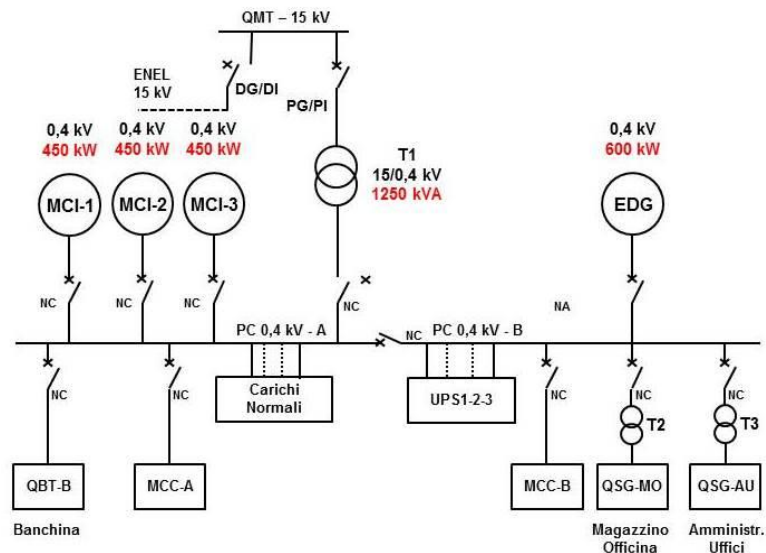 QMT – 15 kV
ENEL
15 kV
DG/DI
PG/PI
0,4 kV
450 kW
0,4 kV
450 kW
0,4 kV
450 kW
T1
15/0,4 kV
1250 kVA
0,4 kV
600 kW
MCI-1
MCI-2
MCI-3
EDG
NC
NC
NC
NC
NA
PC 0,4 kV - A
NC
PC 0,4 kV - B
NC
NC
Carichi
Normali
UPS1-2-3
NC
NC
NC
T2
T3
QBT-B
MCC-A
MCC-B
QSG-MO
QSG-AU
Banchina
Magazzino
Officina
Amministr.
Uffici